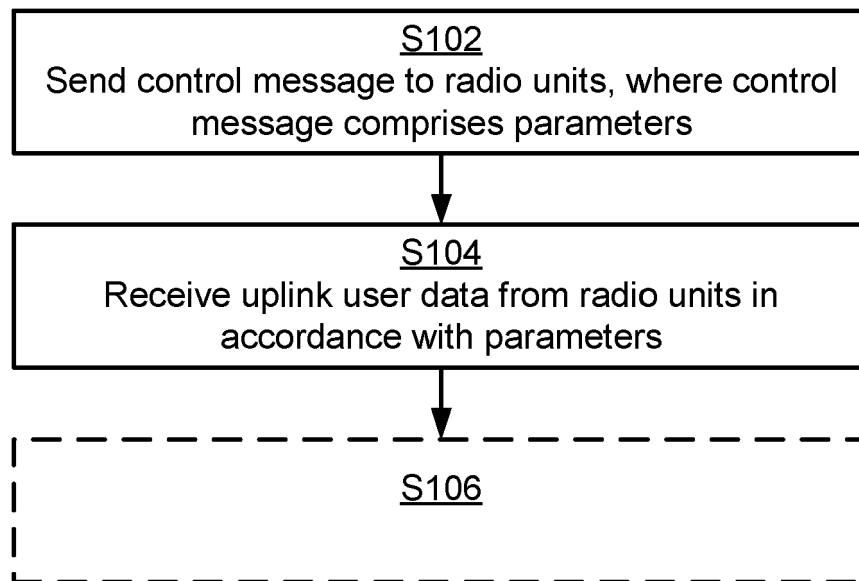 S102
Send control message to radio units, where control
message comprises parameters
S104
Receive uplink user data from radio units in
accordance with parameters
S106